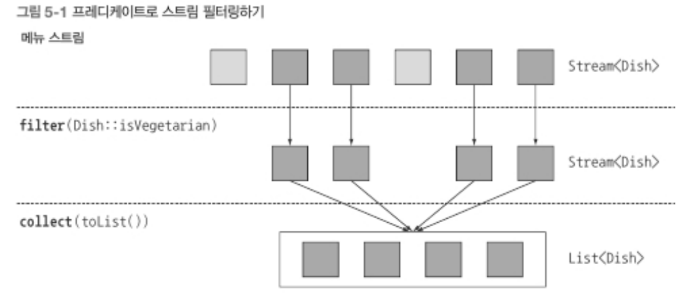 그림 5-1 프레디케이트로 스트림 필터링하기
메뉴 스트림
Stream<Dish>
filter(Dish::isVegetarian)
Stream<Dish>
collect(toList())
List<Dish>